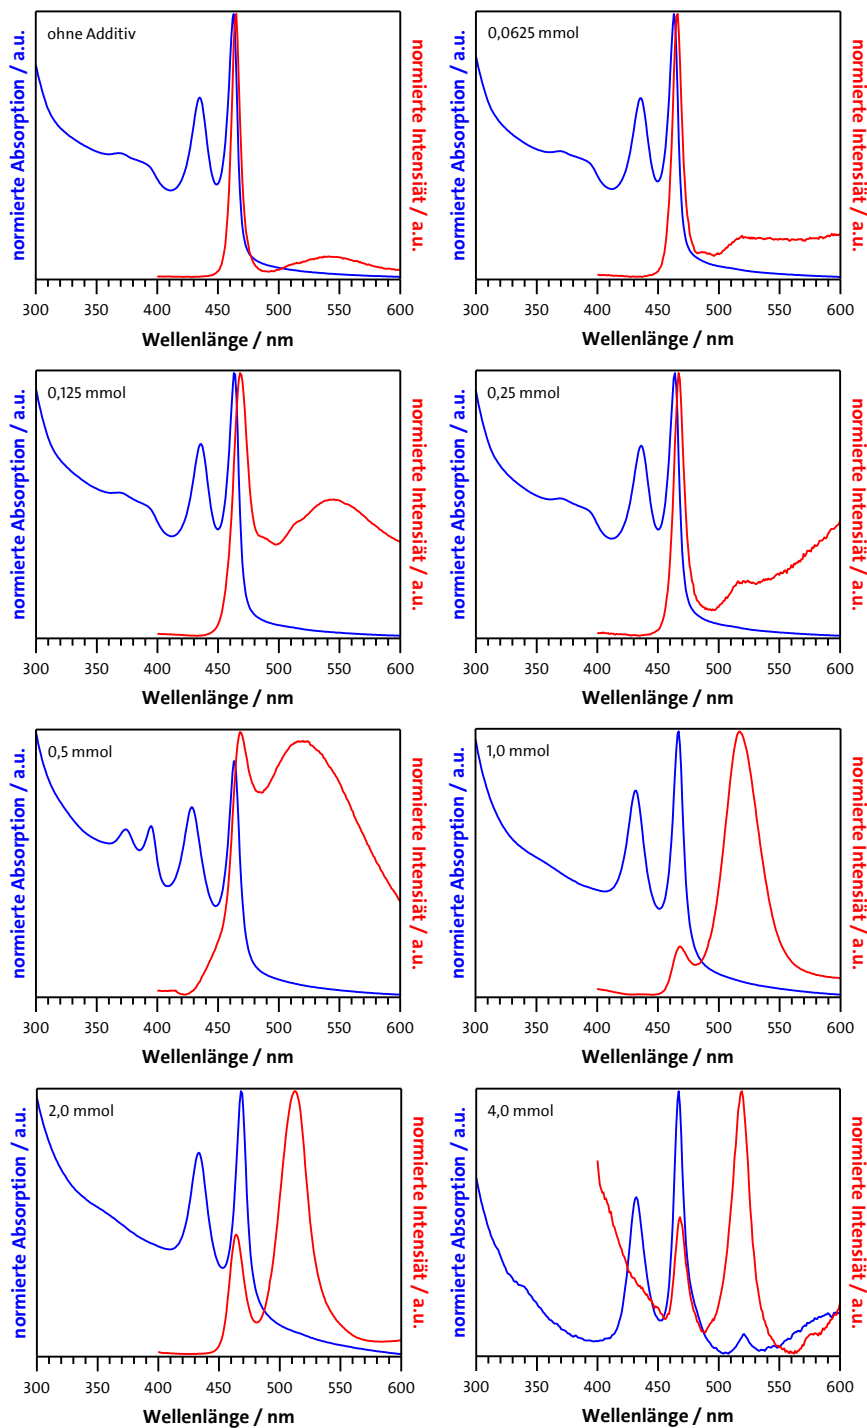 ohne Additiv
normierte Absorption / a.u.
normierte Intensiät / a.u.
300 350 400 450 500 550 600
Wellenlänge / nm
0,0625 mmol
normierte Absorption / a.u.
normierte Intensiät / a.u.
300 350 400 450 500 550 600
Wellenlänge / nm
0,125 mmol
normierte Absorption / a.u.
normierte Intensiät / a.u.
300 350 400 450 500 550 600
Wellenlänge / nm
0,25 mmol
normierte Absorption / a.u.
normierte Intensiät / a.u.
300 350 400 450 500 550 600
Wellenlänge / nm
0,5 mmol
normierte Absorption / a.u.
normierte Intensiät / a.u.
300 350 400 450 500 550 600
Wellenlänge / nm
1,0 mmol
normierte Absorption / a.u.
normierte Intensiät / a.u.
300 350 400 450 500 550 600
Wellenlänge / nm
2,0 mmol
normierte Absorption / a.u.
normierte Intensiät / a.u.
300 350 400 450 500 550 600
Wellenlänge / nm
4,0 mmol
normierte Absorption / a.u.
normierte Intensiät / a.u.
300 350 400 450 500 550 600
Wellenlänge / nm